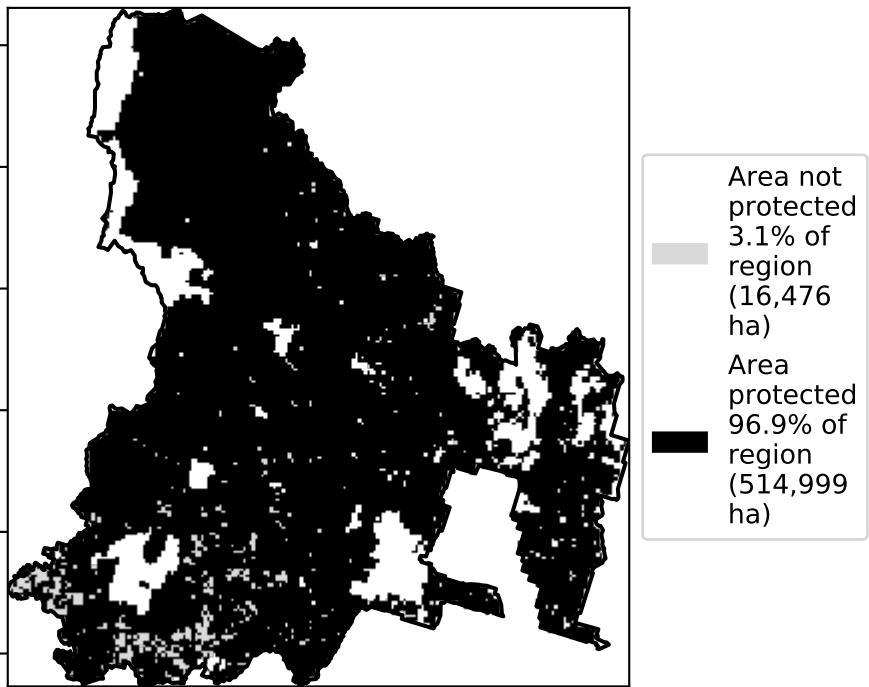 Area not
protected
3.1% of
region
(16,476
ha)
Area
protected
96.9% of
region
(514,999
ha)